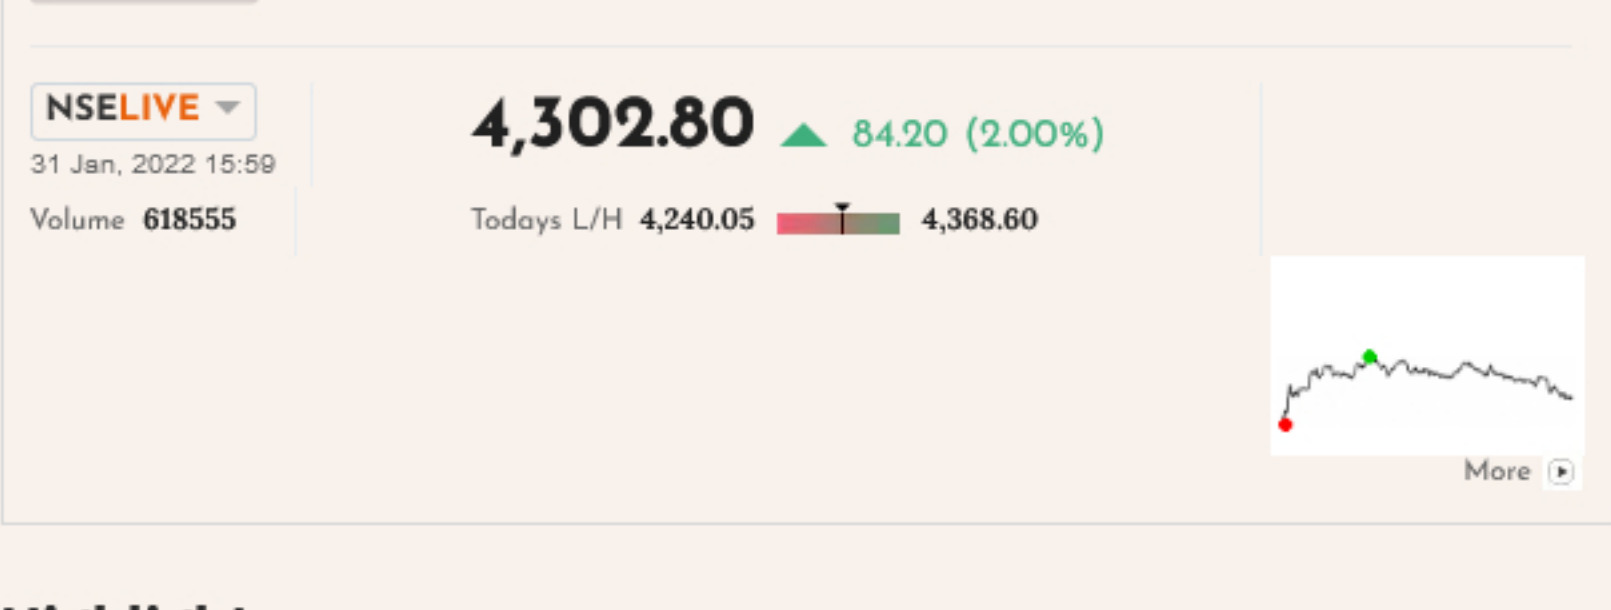 NSELIVE
31 Jan, 2022 15:59
Volume 618555
4,302.80 84.20 (2.00%)
Todays L/H 4,240.05 4,368.60
More